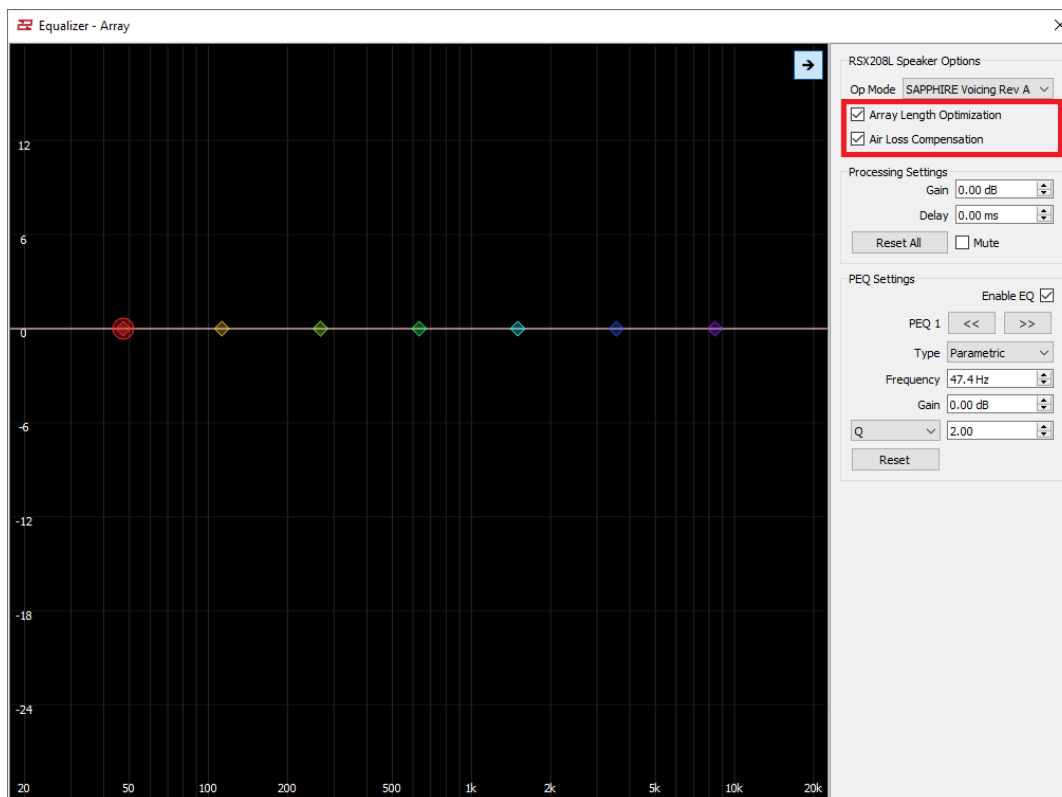 Equalizer - Array
RSX208L Speaker Options
Op Mode SAPPHIRE Voicing Rev A
Array Length Optimization
Air Loss Compensation
Processing Settings
Gain 0.00 dB
Delay 0.00 ms
Reset All Mute
PEQ Settings
Enable EQ
PEQ 1 << >>
Type Parametric
Frequency 47.4 Hz
Gain 0.00 dB
Q 2.00
Reset
12
6
0
-6
-12
-18
-24
20 50 100 200 500 1k 2k 5k 10k 20k